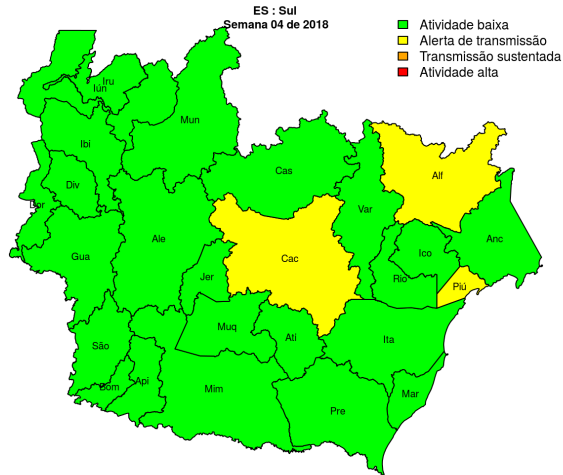 ES : Sul
Semana 04 de 2018
Atividade baixa
Alerta de transmissão
Transmissão sustentada
Atividade alta
Iru
Iún
Mun
Ibi
Cas
Alf
Div
Dor
Var
Ale
Anc
Gua
Cac
Ico
Jer
Rio
Piú
Muq
Ati
Ita
São
Api
Bom
Mim
Mar
Pre